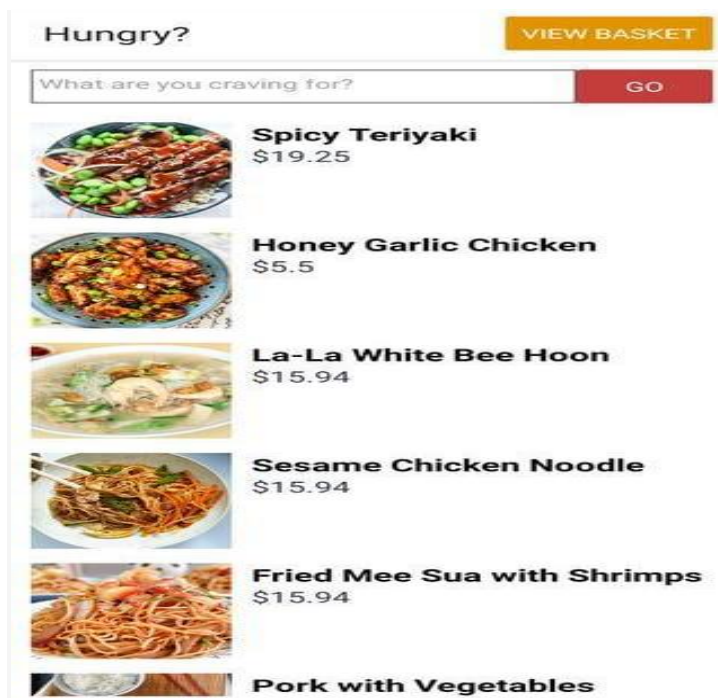 Hungry?
VIEW BASKET
What are you craving for?
GO
Spicy Teriyaki
$19.25
Honey Garlic Chicken
$5.5
La-La White Bee Hoon
$15.94
Sesame Chicken Noodle
$15.94
Fried Mee Sua with Shrimps
$15.94
Pork with Vegetables